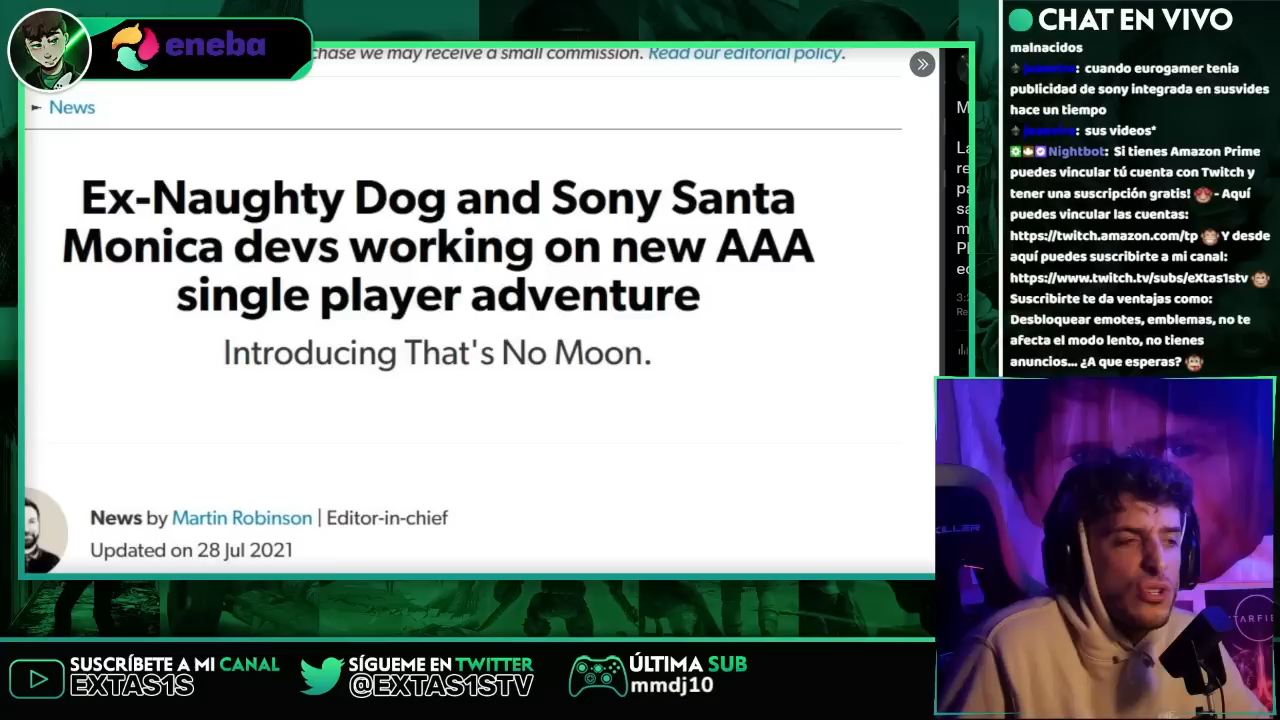 eneba
chase we may receive a small commission. Read our editorial policy.
News
Ex-Naughty Dog and Sony Santa
Monica devs working on new AAA
single player adventure
Introducing That's No Moon.
News by Martin Robinson | Editor-in-chief
Updated on 28 Jul 2021
CHAT EN VIVO
malnacidos
: cuando eurogamer tenia
publicidad de sony integrada en susvides
hace un tiempo
: sus videos*
Nightbot: Si tienes Amazon Prime
puedes vincular tú cuenta con Twitch y
tener una suscripción gratis! - Aquí
puedes vincular las cuentas:
https://twitch.amazon.com/tp Y desde
aquí puedes suscribirte a mi canal:
https://www.twitch.tv/subs/eXtas1stv
Suscribirte te da ventajas como:
Desbloquear emotes, emblemas, no te
afecta el modo lento, no tienes
anuncios... ¿A que esperas?
SUSCRÍBETE A MI CANAL
EXTAS1S
SÍGUEME EN TWITTER
@EXTAS1STV
ÚLTIMA SUB
mmdj10